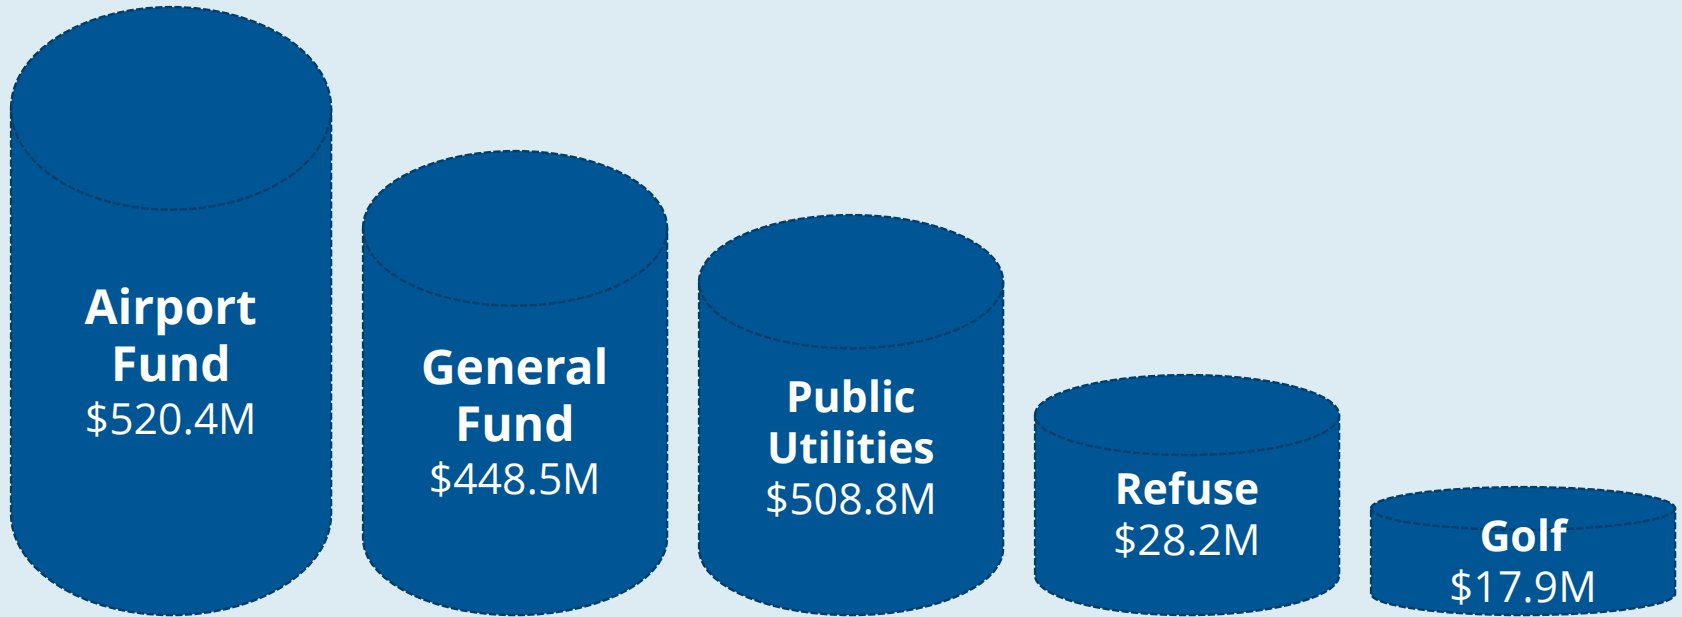 Airport
Fund
$520.4M
General
Fund
$448.5M
Public
Utilities
$508.8M
Refuse
$28.2M
Golf
$17.9M